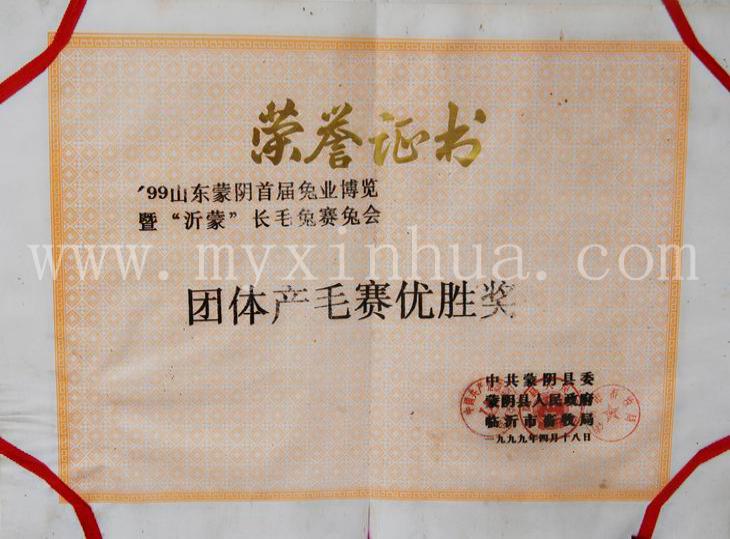 荣誉证书
'99山东蒙阴首届兔业博览
暨“沂蒙”长毛兔赛兔会
www.myxinhua.com
团体产毛赛优胜奖
中共蒙阴县委
蒙阴县人民政府
临沂市畜牧局
一九九九年四月十八日